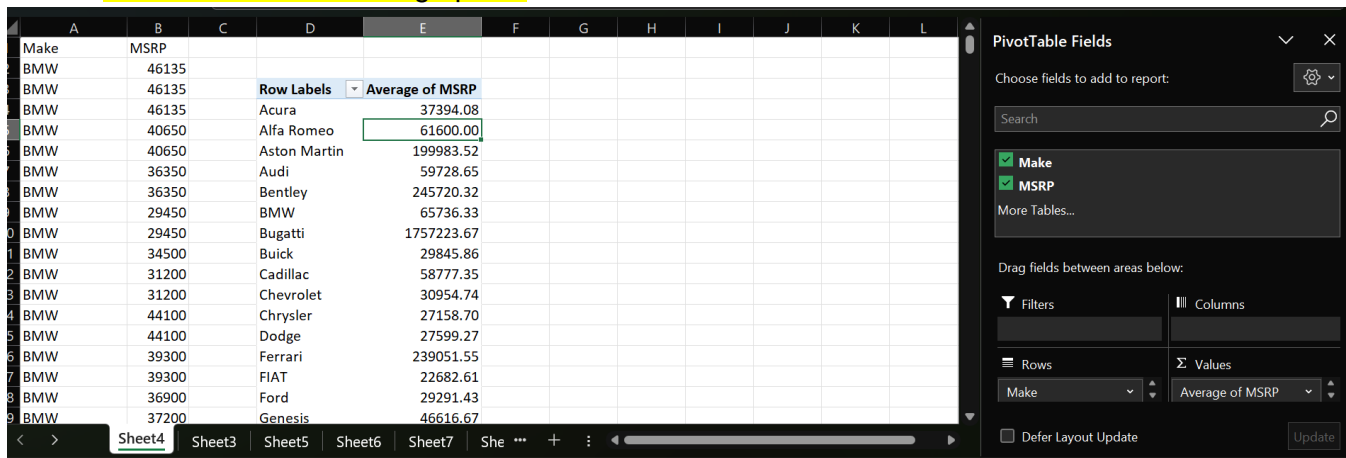 A B C D E F G H I J K L
Make MSRP
BMW 46135
BMW 46135 Row Labels Average of MSRP
BMW 46135 Acura 37394.08
BMW 40650 Alfa Romeo 61600.00
BMW 40650 Aston Martin 199983.52
BMW 36350 Audi 59728.65
BMW 36350 Bentley 245720.32
BMW 29450 BMW 65736.33
BMW 29450 Bugatti 1757223.67
BMW 34500 Buick 29845.86
BMW 31200 Cadillac 58777.35
BMW 31200 Chevrolet 30954.74
BMW 44100 Chrysler 27158.70
BMW 44100 Dodge 27599.27
BMW 39300 Ferrari 239051.55
BMW 39300 FIAT 22682.61
BMW 36900 Ford 29291.43
BMW 37200 Genesis 46616.67
Sheet4 Sheet3 Sheet5 Sheet6 Sheet7 She ...
PivotTable Fields
Choose fields to add to report:
Search
Make
MSRP
More Tables...
Drag fields between areas below:
Filters
Columns
Rows
Σ Values
Make
Average of MSRP
Defer Layout Update
Update